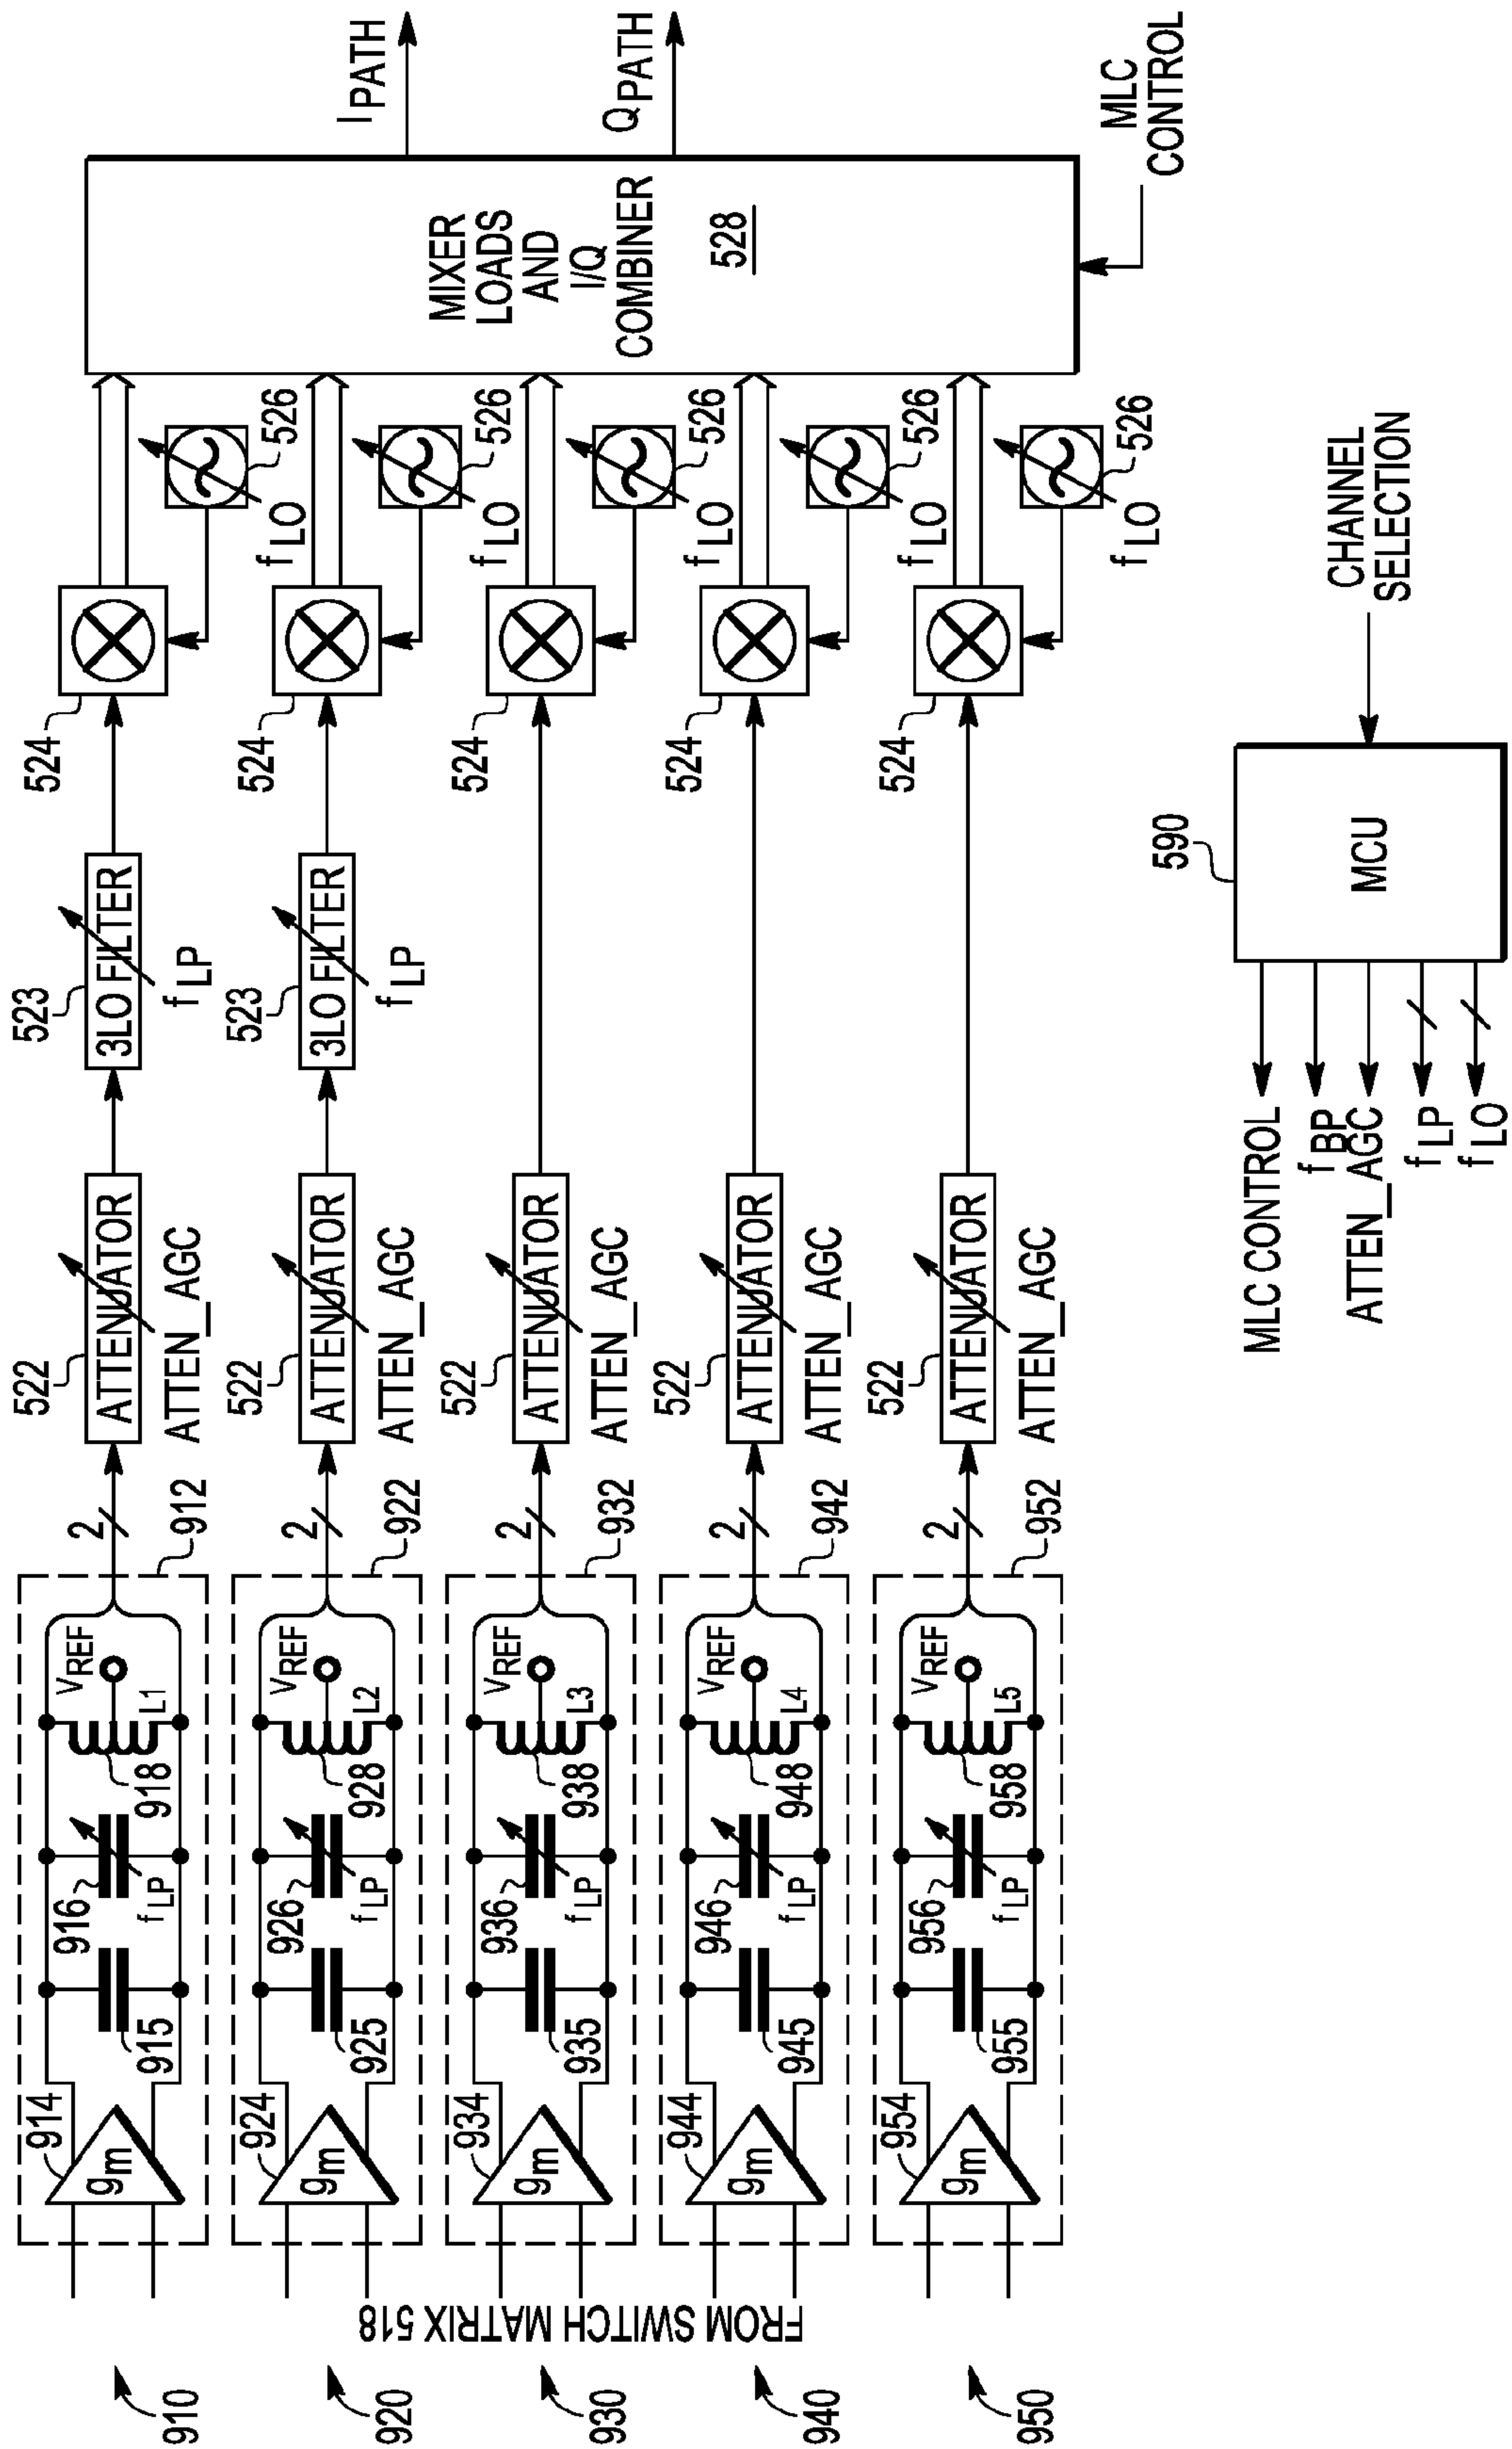 910
FROM SWITCH MATRIX 518
914
gm
915
916
fLP
918
VREF
L1
912
2
522
ATTENUATOR
ATTEN_AGC
523
3LO FILTER
fLP
524
526
fLO
920
924
gm
925
926
fLP
928
VREF
L2
922
2
522
ATTENUATOR
ATTEN_AGC
523
3LO FILTER
fLP
524
526
fLO
930
934
gm
935
936
fLP
938
VREF
L3
932
2
522
ATTENUATOR
ATTEN_AGC
524
526
fLO
940
944
gm
945
946
fLP
948
VREF
L4
942
2
522
ATTENUATOR
ATTEN_AGC
524
526
fLO
950
954
gm
955
956
fLP
958
VREF
L5
952
2
522
ATTENUATOR
ATTEN_AGC
524
526
fLO
MIXER
LOADS
AND
I/Q
COMBINER
528
IPATH
QPATH
MLC
CONTROL
590
MCU
CHANNEL
SELECTION
MLC CONTROL
fBP
ATTEN_AGC
fLP
fLO